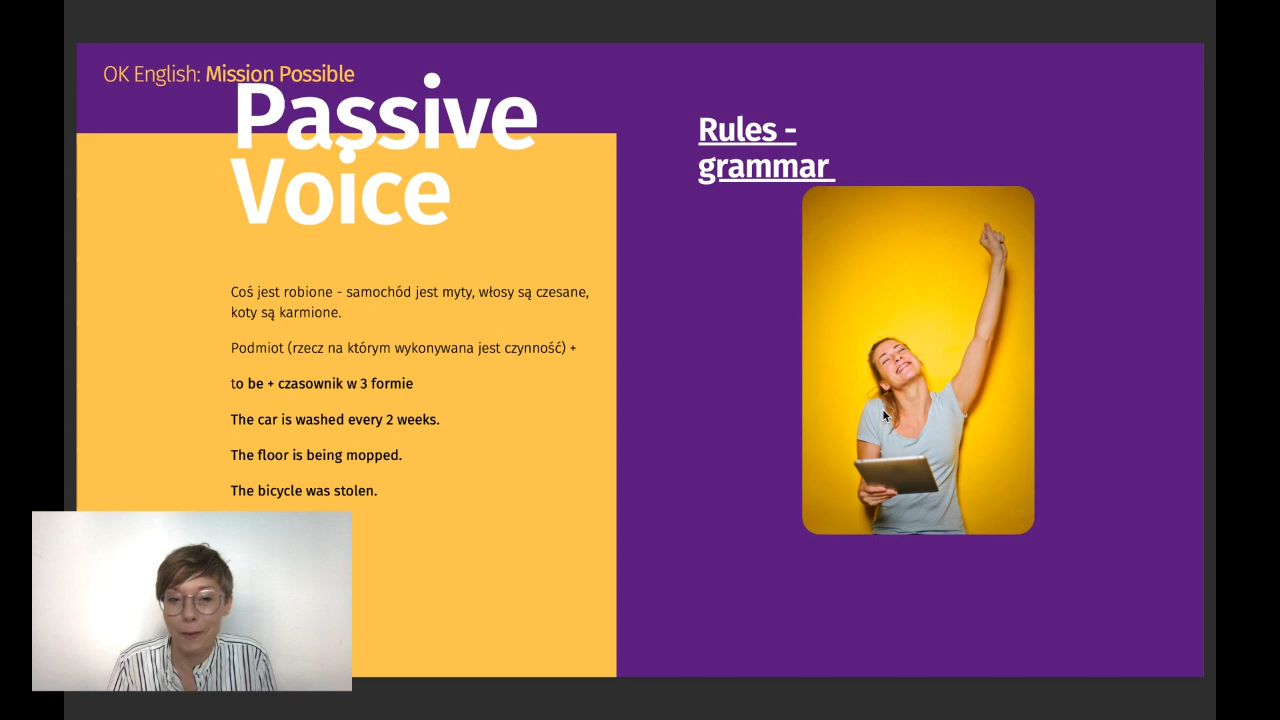 OK English: Mission Possible
Passive
Voice
Rules -
grammar
Coś jest robione - samochód jest myty, włosy są czesane,
koty są karmione.
Podmiot (rzecz na którym wykonywana jest czynność) +
to be + czasownik w 3 formie
The car is washed every 2 weeks.
The floor is being mopped.
The bicycle was stolen.